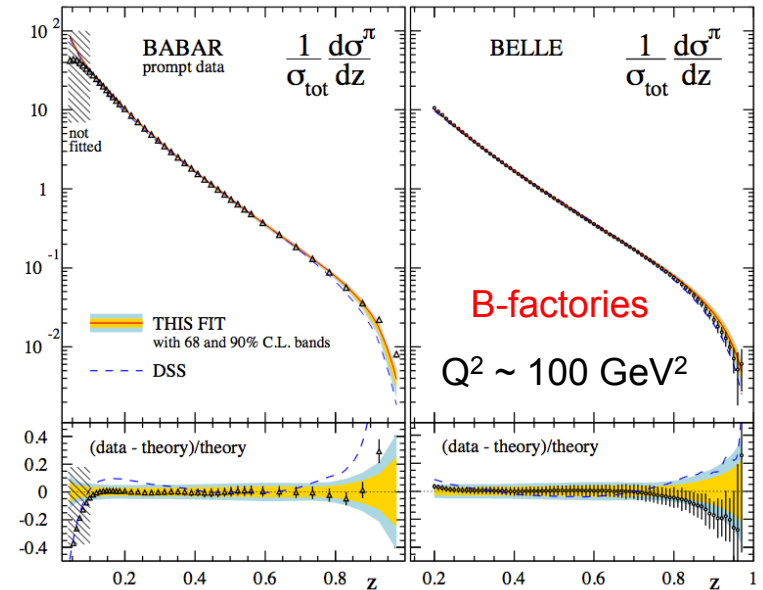 BABAR
prompt data
1 dσ^π
σ_tot dz
10^2
10
1
10^-1
10^-2
not
fitted
THIS FIT
with 68 and 90% C.L. bands
DSS
BELLE
1 dσ^π
σ_tot dz
B-factories
Q² ~ 100 GeV²
(data - theory)/theory
0.4
0.2
0
-0.2
-0.4
0.2 0.4 0.6 0.8 z
(data - theory)/theory
0.2 0.4 0.6 0.8 z 1